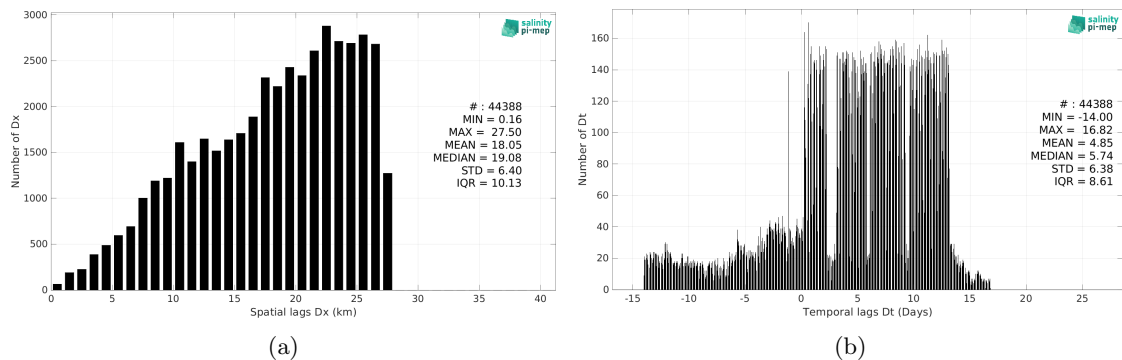 3000
2500
2000
1500
1000
500
0
Number of Dx
0 5 10 15 20 25 30 35 40
Spatial lags Dx (km)
salinity
pi-mep
# : 44388
MIN = 0.16
MAX = 27.50
MEAN = 18.05
MEDIAN = 19.08
STD = 6.40
IQR = 10.13
(a)
160
140
120
100
80
60
40
20
0
Number of Dt
-15 -10 -5 0 5 10 15 20 25
Temporal lags Dt (Days)
salinity
pi-mep
# : 44388
MIN = -14.00
MAX = 16.82
MEAN = 4.85
MEDIAN = 5.74
STD = 6.38
IQR = 8.61
(b)